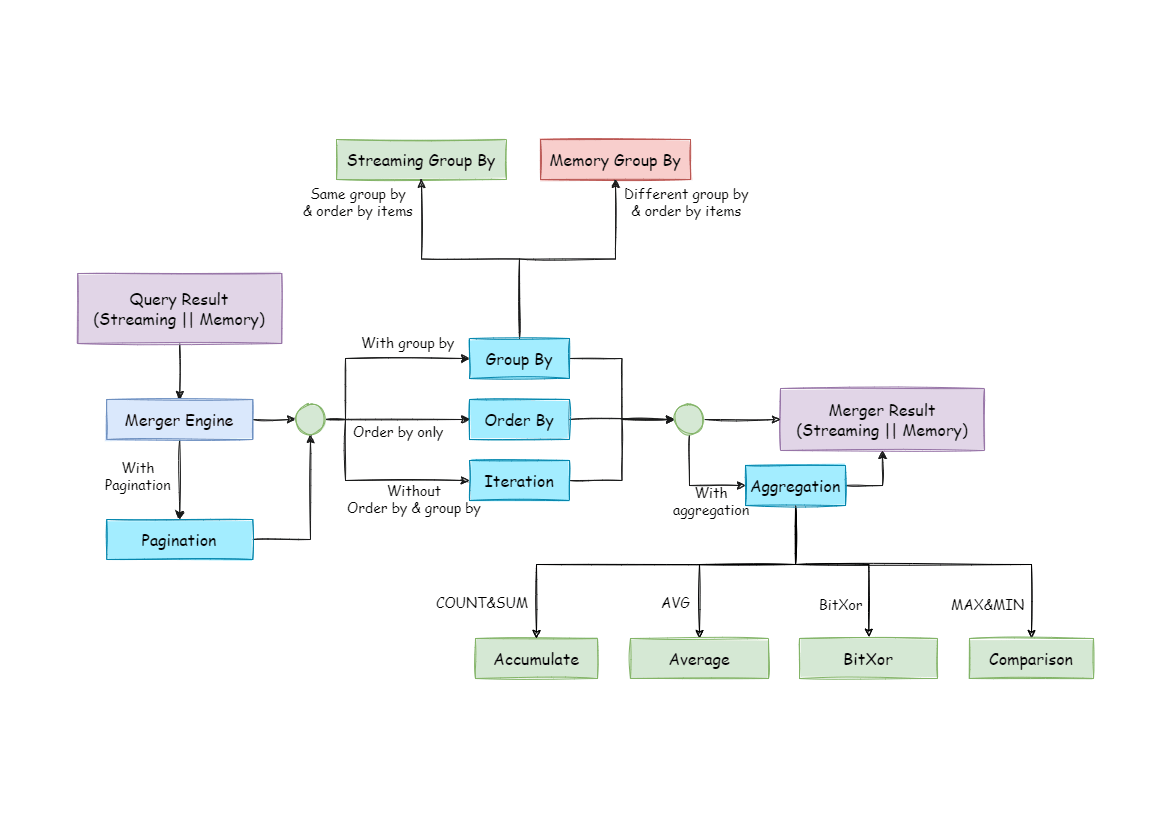 Streaming Group By
Memory Group By
Same group by
& order by items
Different group by
& order by items
Query Result
(Streaming || Memory)
With group by
Group By
Merger Engine
Order by only
Order By
Merger Result
(Streaming || Memory)
With
Pagination
Without
Order by & group by
Iteration
With
aggregation
Aggregation
Pagination
COUNT&SUM
AVG
BitXor
MAX&MIN
Accumulate
Average
BitXor
Comparison